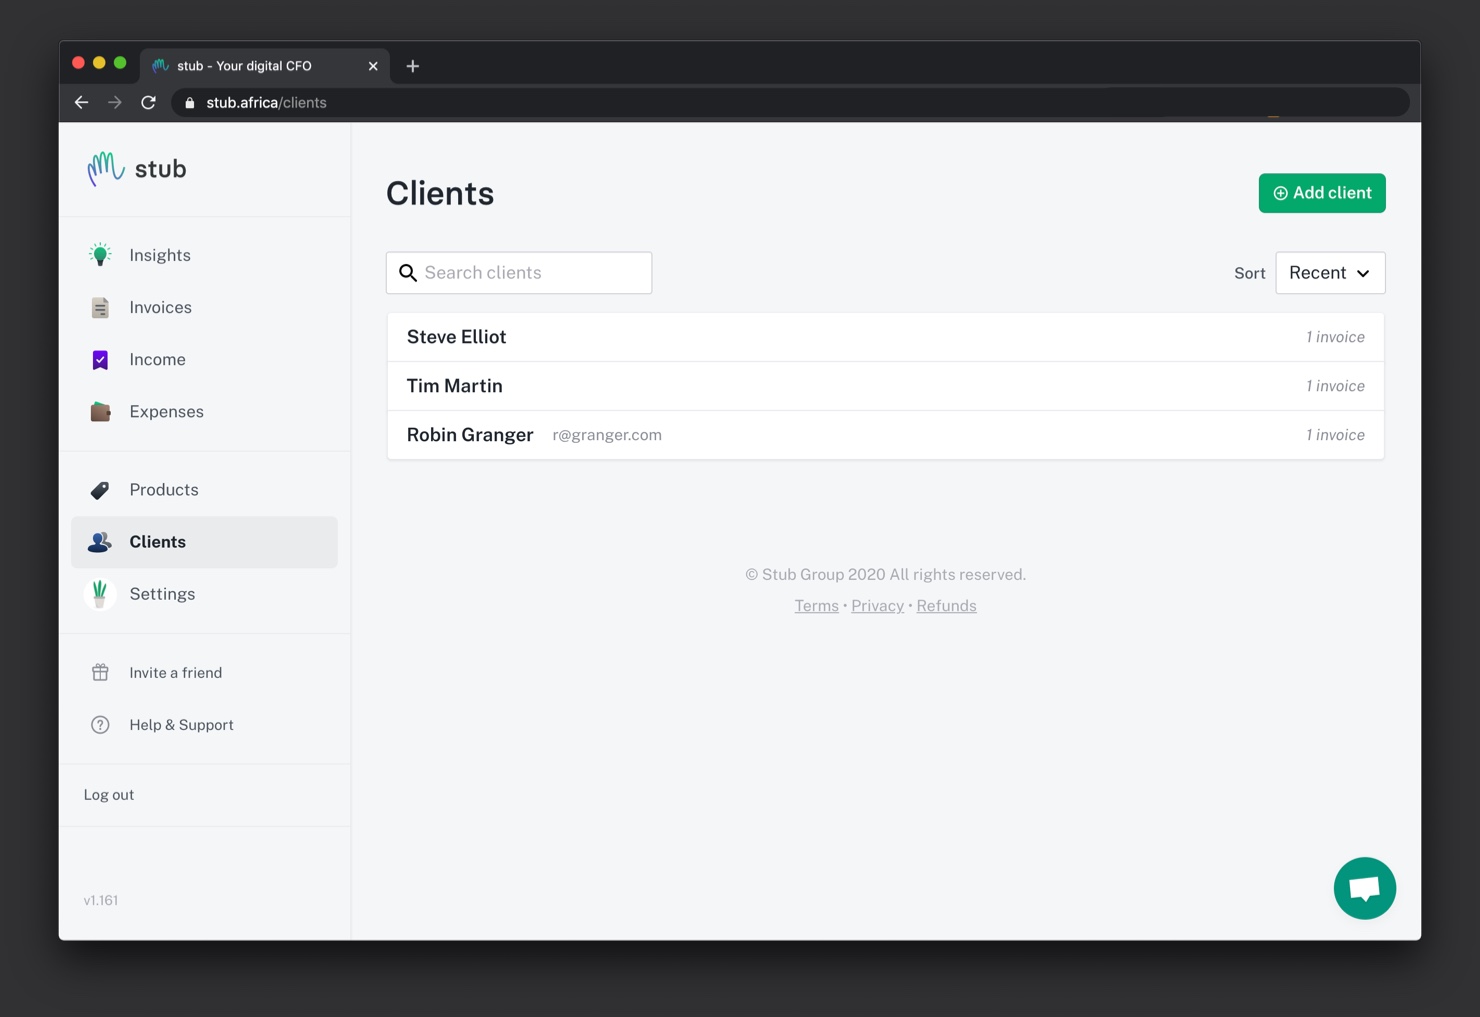 stub - Your digital CFO
stub.africa/clients
stub
Insights
Invoices
Income
Expenses
Products
Clients
Settings
Invite a friend
Help & Support
Log out
v1.161
Clients
Add client
Search clients
Sort Recent
Steve Elliot 1 invoice
Tim Martin 1 invoice
Robin Granger r@granger.com 1 invoice
© Stub Group 2020 All rights reserved.
Terms • Privacy • Refunds